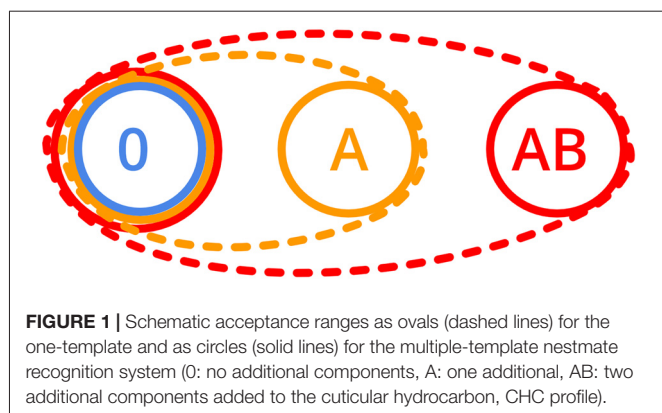 0 A AB
FIGURE 1 | Schematic acceptance ranges as ovals (dashed lines) for the
one-template and as circles (solid lines) for the multiple-template nestmate
recognition system (0: no additional components, A: one additional, AB: two
additional components added to the cuticular hydrocarbon, CHC profile).